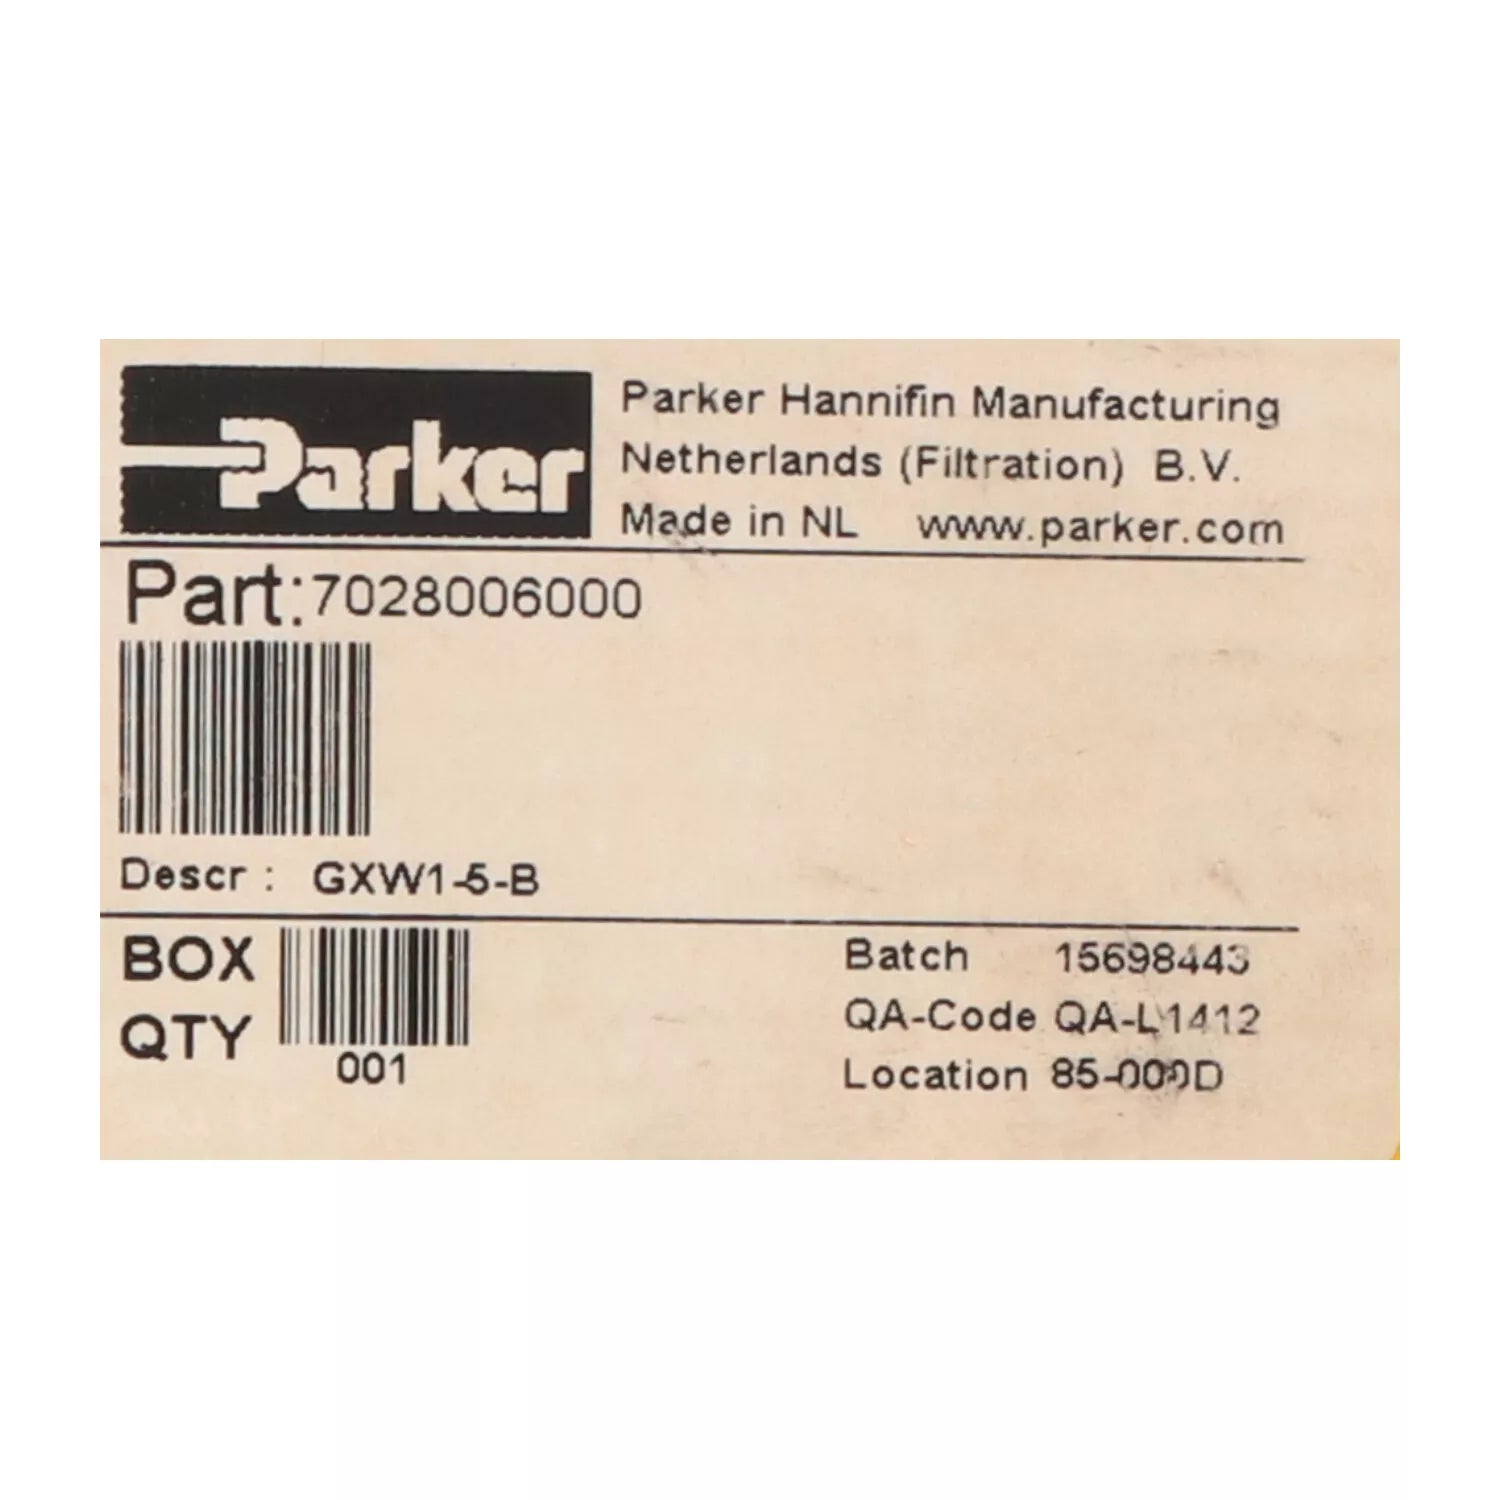 Parker
Parker Hannifin Manufacturing
Netherlands (Filtration) B.V.
Made in NL www.parker.com
Part:7028006000
Descr : GXW1-5-B
BOX
QTY
001
Batch 15698443
QA-Code QA-L1412
Location 85-000D